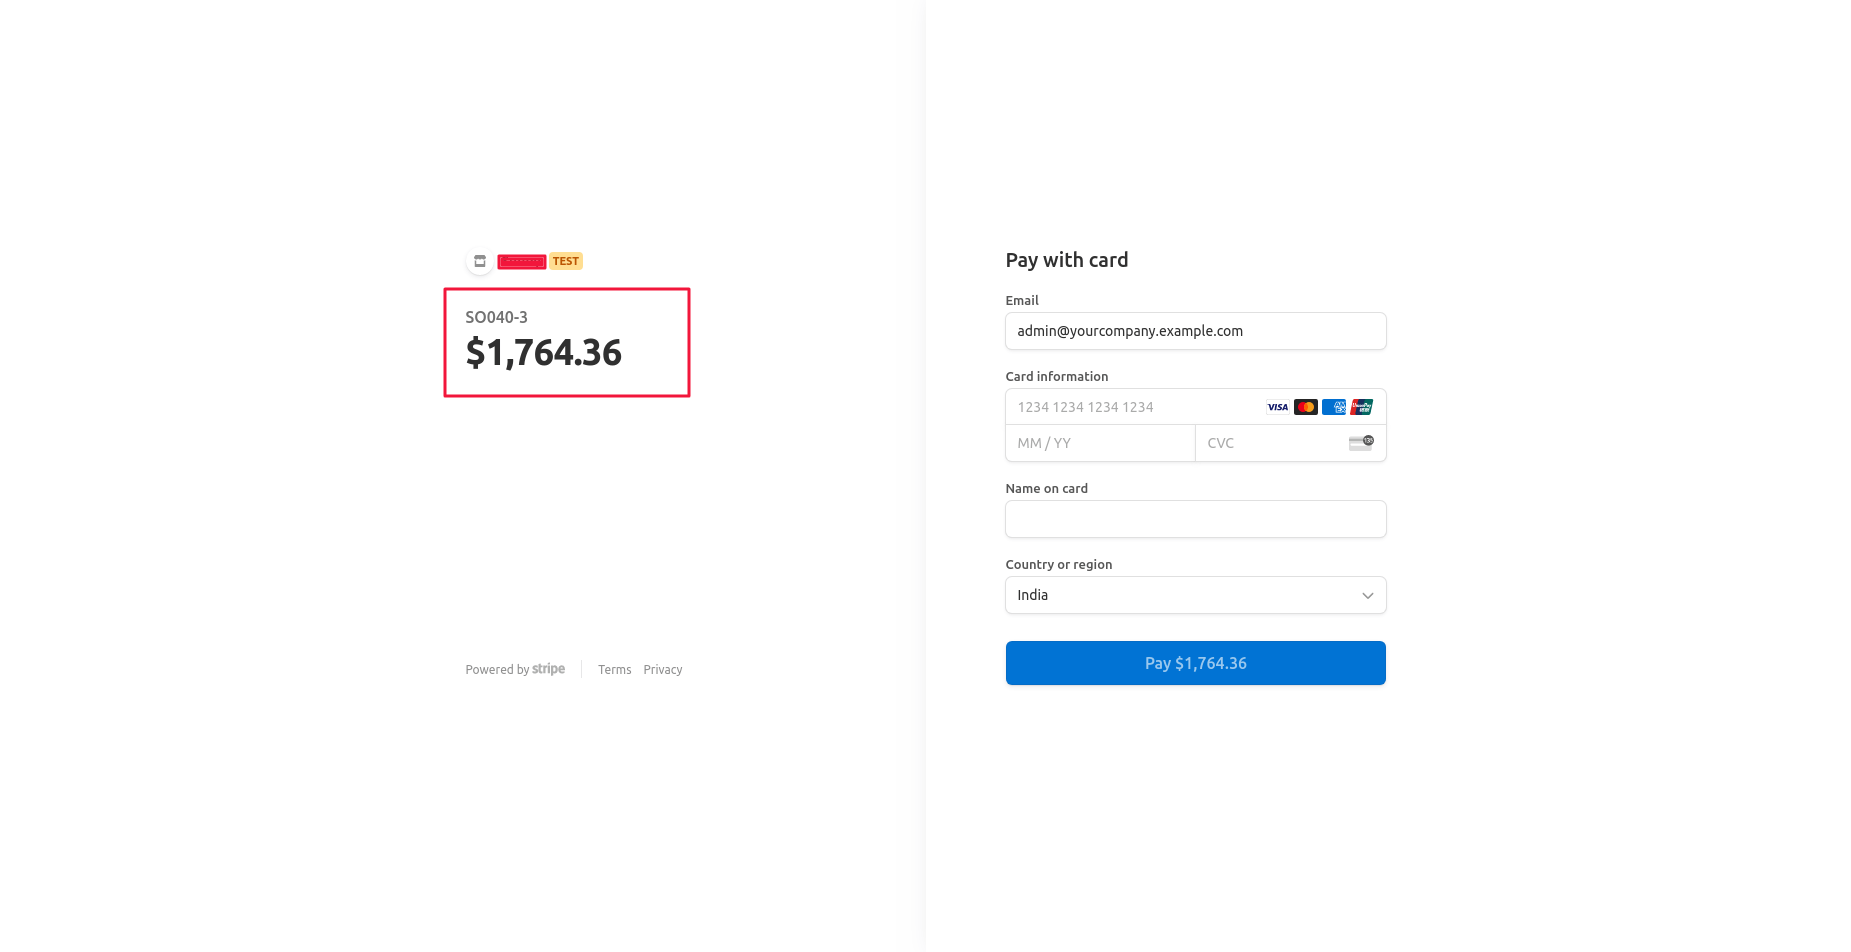 TEST
SO040-3
$1,764.36
Powered by stripe
Terms Privacy
Pay with card
Email
admin@yourcompany.example.com
Card information
1234 1234 1234 1234
VISA
MM / YY
CVC
Name on card
Country or region
India
Pay $1,764.36